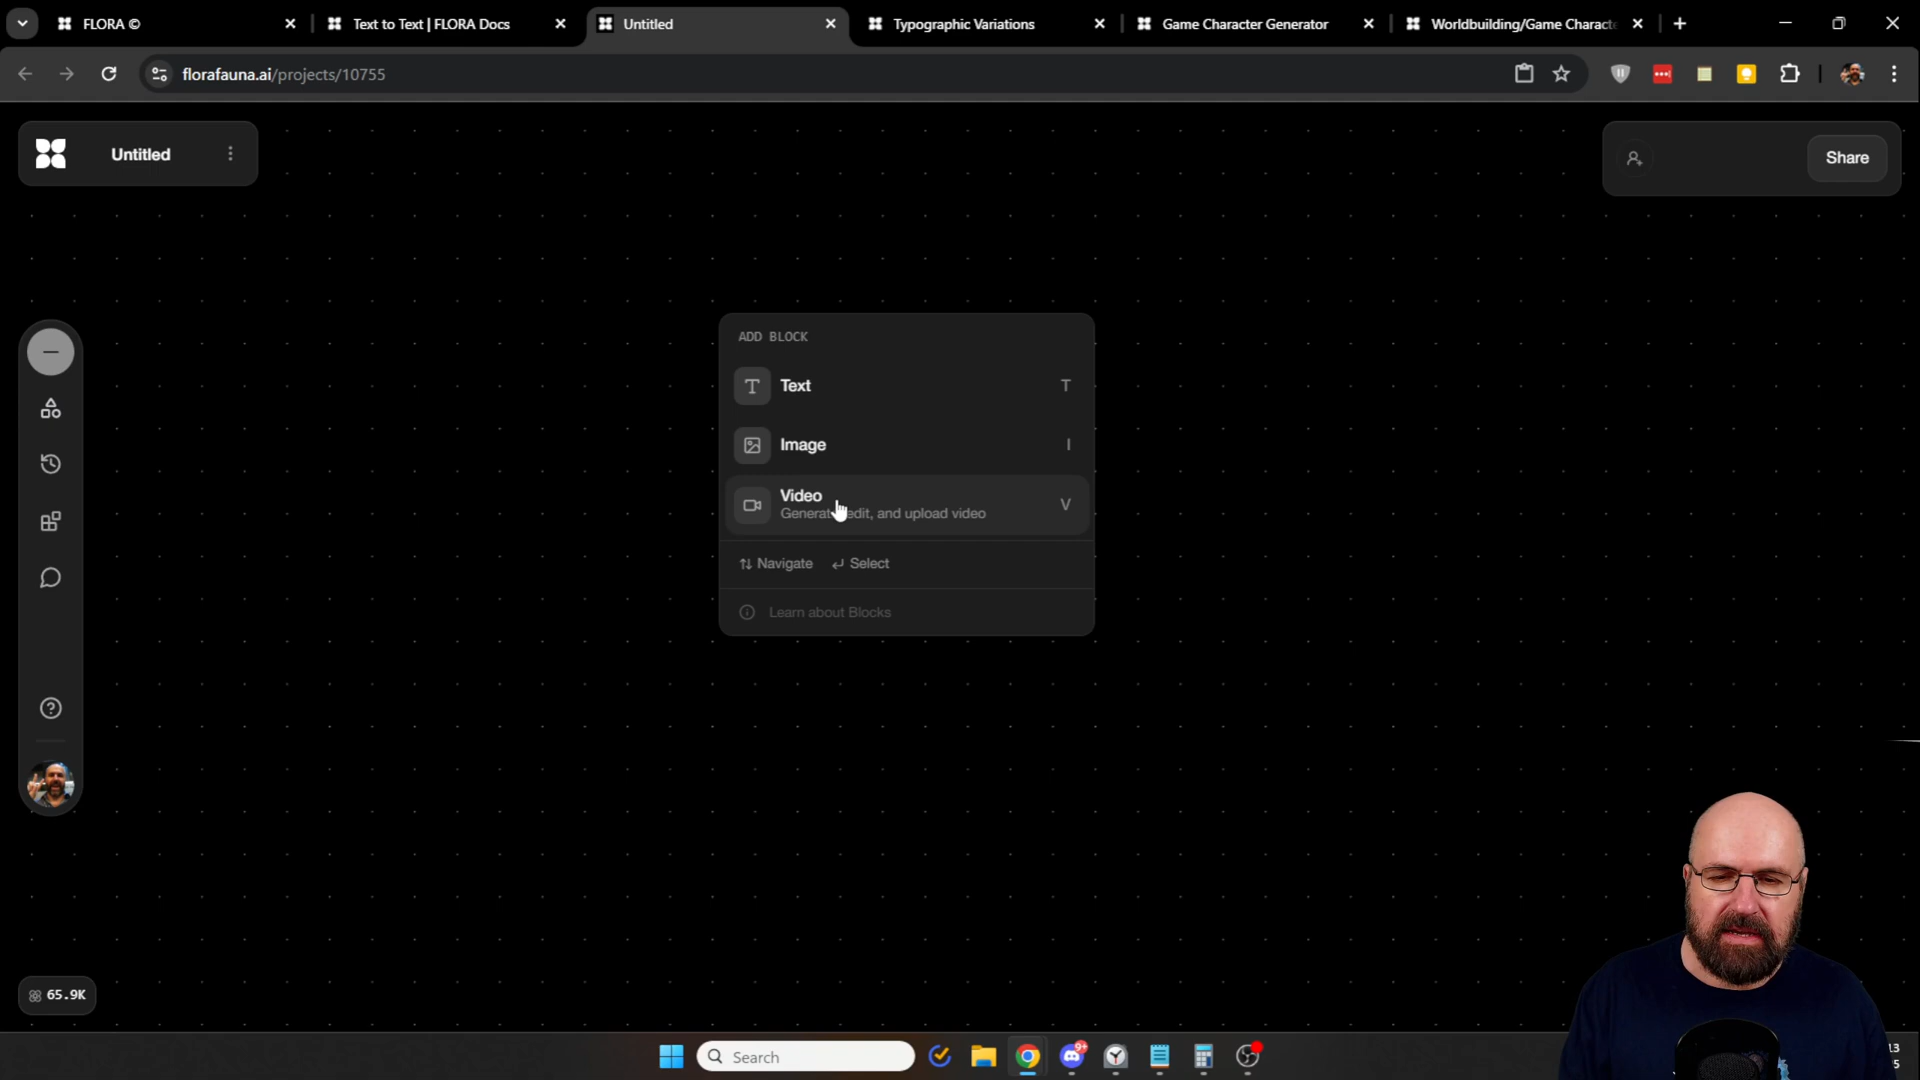 FLORA ©
Text to Text | FLORA Docs
Untitled
Typographic Variations
Game Character Generator
Worldbuilding/Game Charact
florafauna.ai/projects/10755
Untitled
Share
ADD BLOCK
Text T
Image I
Video V
Generat edit, and upload video
Navigate Select
Learn about Blocks
65.9K
Search
9+